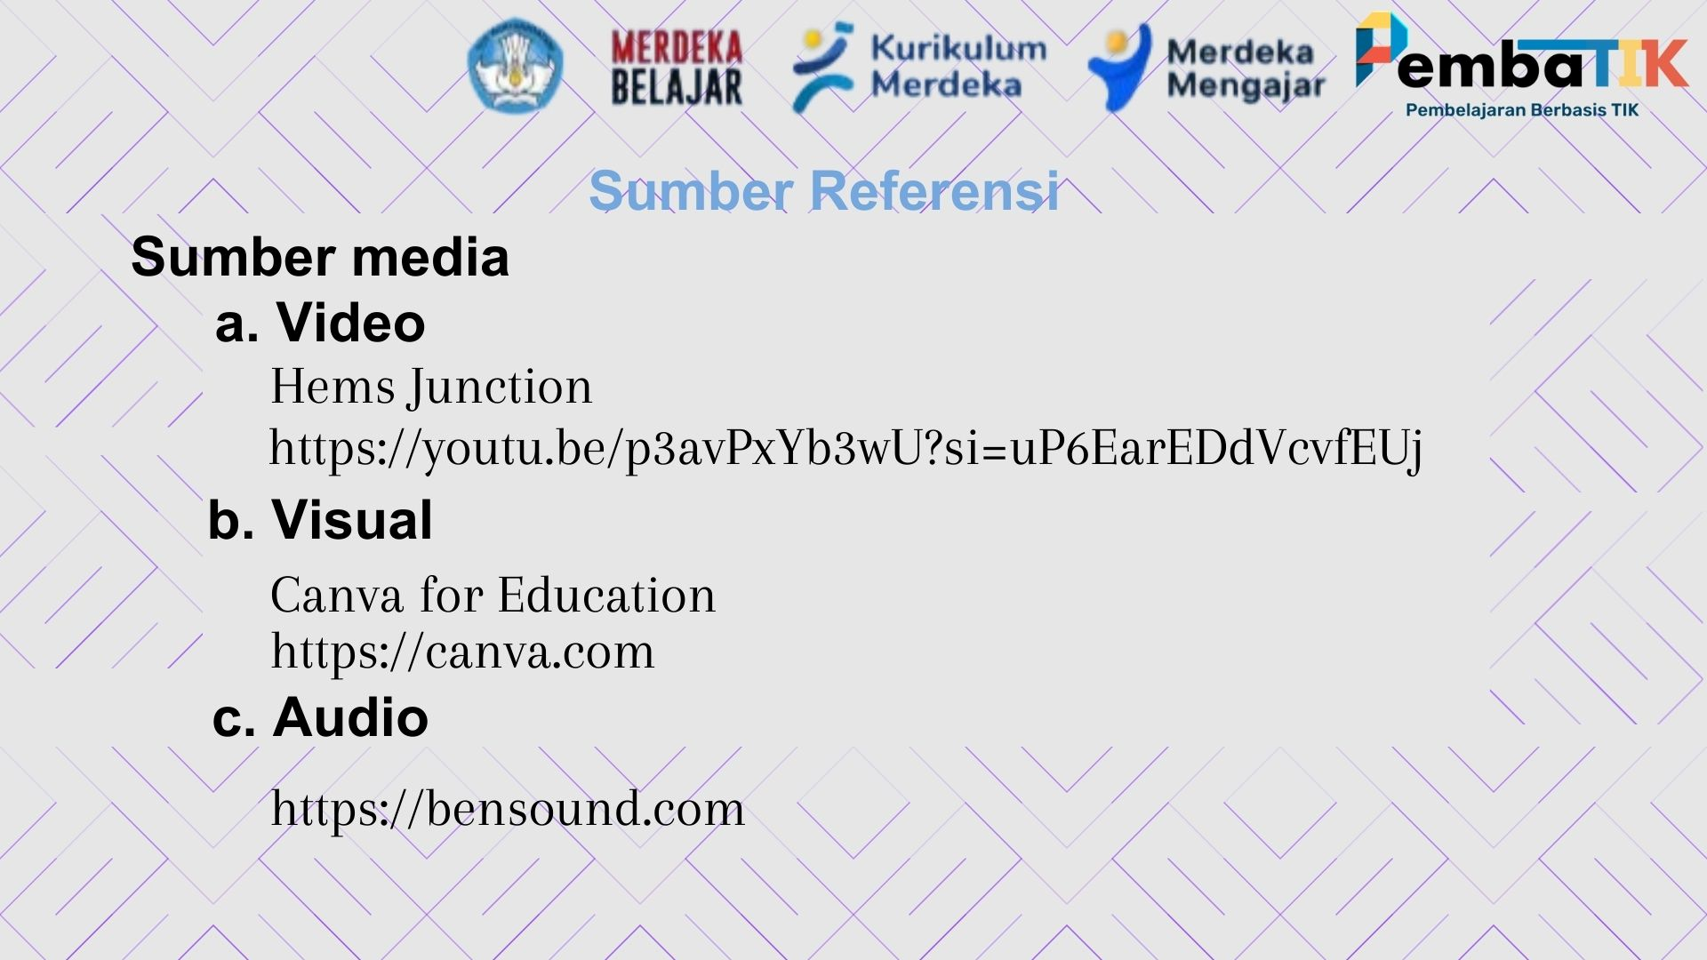 MERDEKA
BELAJAR
Kurikulum
Merdeka
Merdeka
Mengajar
PembaTIK
Pembelajaran Berbasis TIK
Sumber Referensi
Sumber media
a. Video
Hems Junction
https://youtu.be/p3avPxYb3wU?si=uP6EarEDdVcvfEUj
b. Visual
Canva for Education
https://canva.com
c. Audio
https://bensound.com